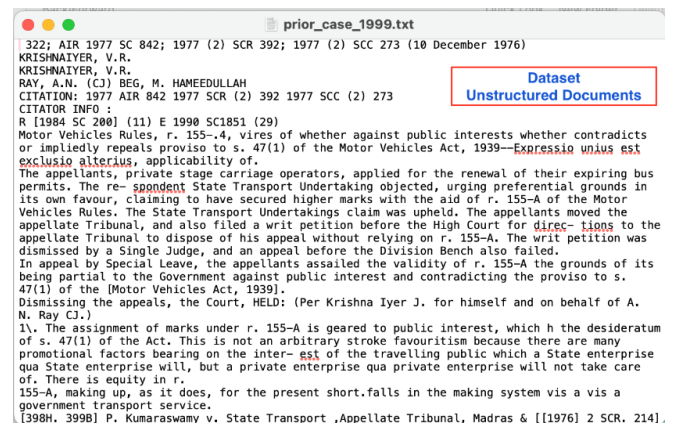 prior_case_1999.txt
322; AIR 1977 SC 842; 1977 (2) SCR 392; 1977 (2) SCC 273 (10 December 1976)
KRISHNAIYER, V.R.
KRISHNAIYER, V.R.
RAY, A.N. (CJ) BEG, M. HAMEEDULLAH
CITATION: 1977 AIR 842 1977 SCR (2) 392 1977 SCC (2) 273
CITATOR INFO :
R [1984 SC 200] (11) E 1990 SC1851 (29)
Dataset
Unstructured Documents
Motor Vehicles Rules, r. 155-.4, vires of whether against public interests whether contradicts
or impliedly repeals proviso to s. 47(1) of the Motor Vehicles Act, 1939--Expressio unius est
exclusio alterius, applicability of.
The appellants, private stage carriage operators, applied for the renewal of their expiring bus
permits. The re- spondent State Transport Undertaking objected, urging preferential grounds in
its own favour, claiming to have secured higher marks with the aid of r. 155-A of the Motor
Vehicles Rules. The State Transport Undertakings claim was upheld. The appellants moved the
appellate Tribunal, and also filed a writ petition before the High Court for direc- tions to the
appellate Tribunal to dispose of his appeal without relying on r. 155-A. The writ petition was
dismissed by a Single Judge, and an appeal before the Division Bench also failed.
In appeal by Special Leave, the appellants assailed the validity of r. 155-A the grounds of its
being partial to the Government against public interest and contradicting the proviso to s.
47(1) of the [Motor Vehicles Act, 1939].
Dismissing the appeals, the Court, HELD: (Per Krishna Iyer J. for himself and on behalf of A.
N. Ray CJ.)
1\. The assignment of marks under r. 155-A is geared to public interest, which h the desideratum
of s. 47(1) of the Act. This is not an arbitrary stroke favouritism because there are many
promotional factors bearing on the inter- est of the travelling public which a State enterprise
qua State enterprise will, but a private enterprise qua private enterprise will not take care
of. There is equity in r.
155-A, making up, as it does, for the present short.falls in the making system vis a vis a
government transport service.
[398H. 399B] P. Kumaraswamy v. State Transport ,Appellate Tribunal, Madras & [[1976] 2 SCR. 214]